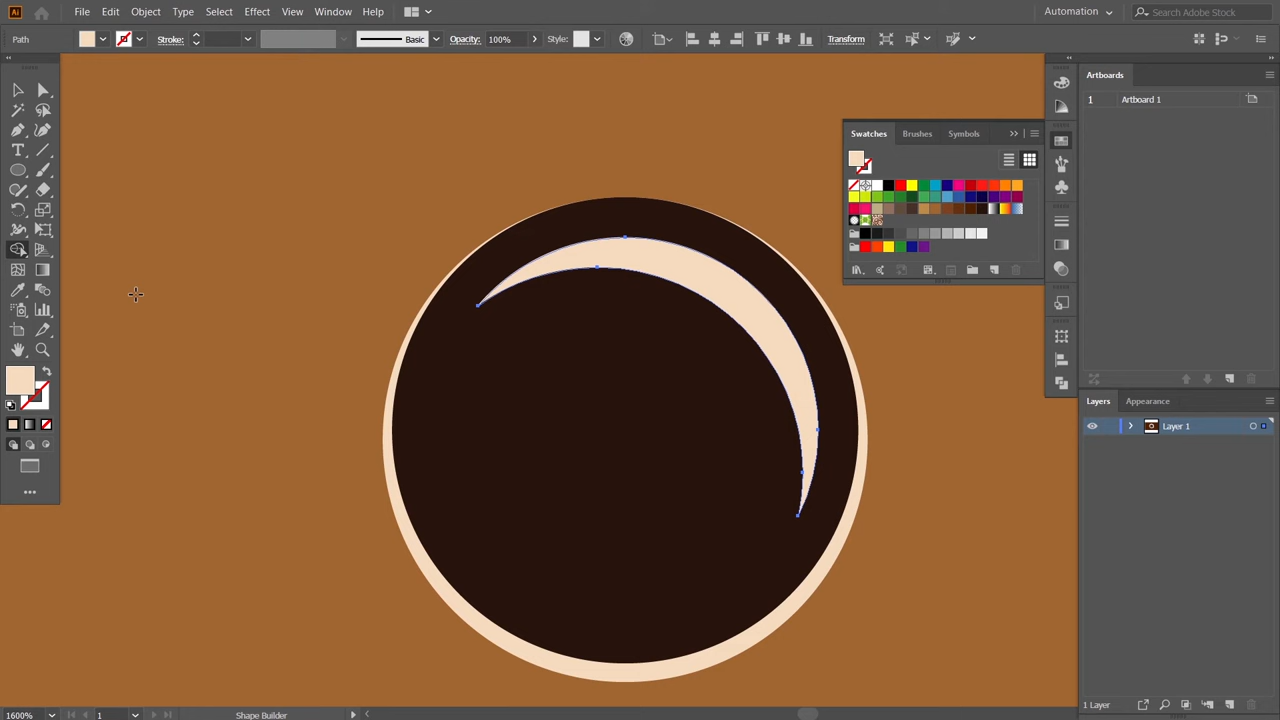 Ai File Edit Object Type Select Effect View Window Help Automation Search Adobe Stock
Path Stroke: Basic Opacity: 100% Style: Transform
Artboards
1 Artboard 1
Swatches Brushes Symbols
Layers Appearance
Layer 1
1 Layer
1600% 1 Shape Builder